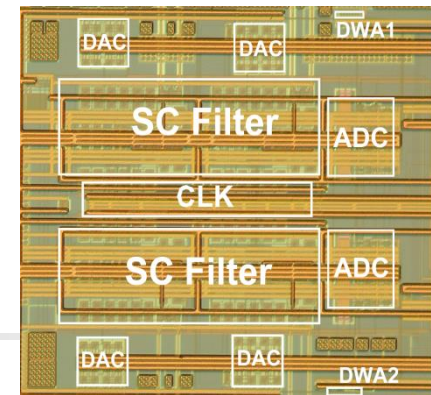 DAC DAC DWA1
SC Filter ADC
CLK
SC Filter ADC
DAC DAC DWA2